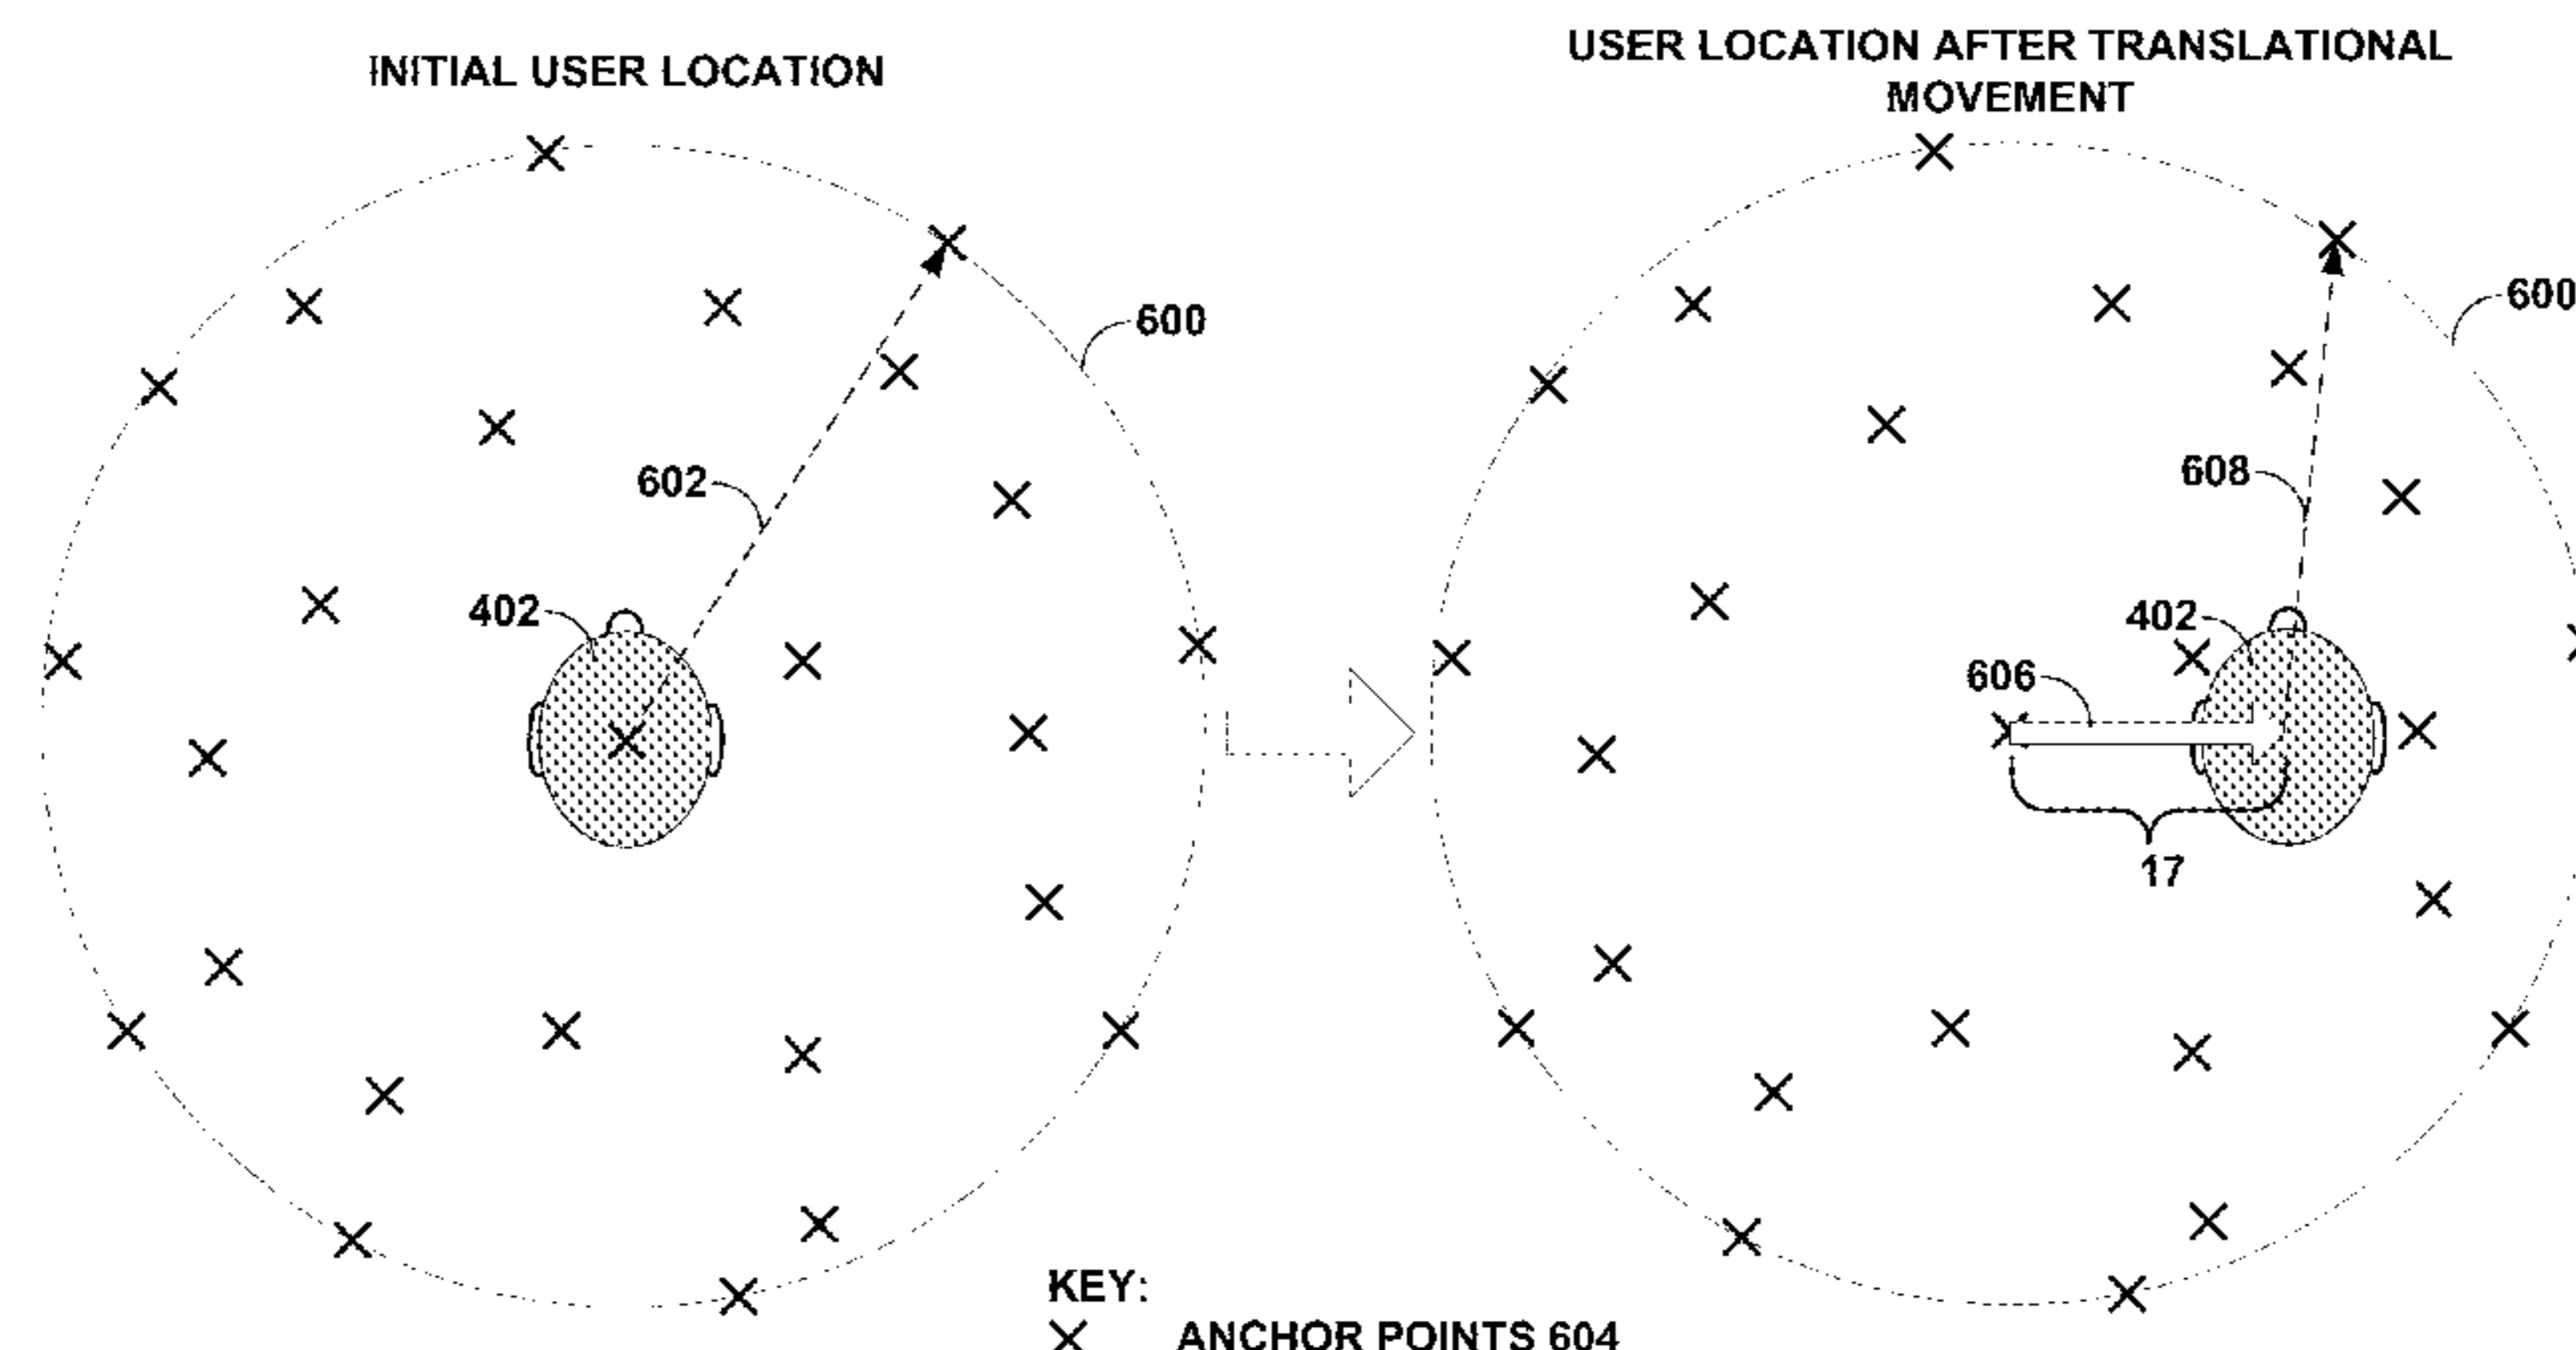 INITIAL USER LOCATION
USER LOCATION AFTER TRANSLATIONAL
MOVEMENT
600
600
602
608
402
402
606
17
KEY:
ANCHOR POINTS 604